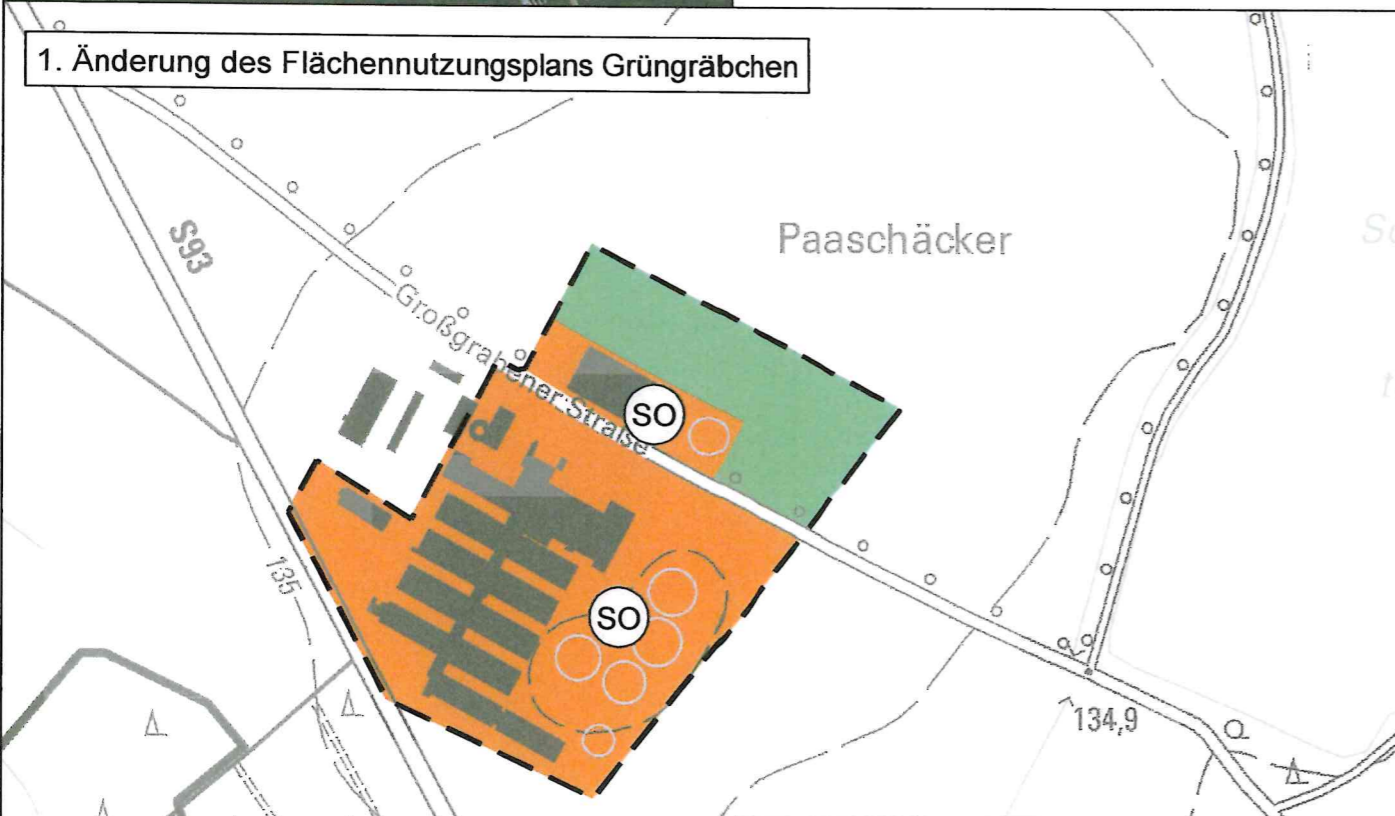 1. Änderung des Flächennutzungsplans Grüngräbchen
S93
Paaschäcker
Großgrabener Straße
SO
135
SO
134,9